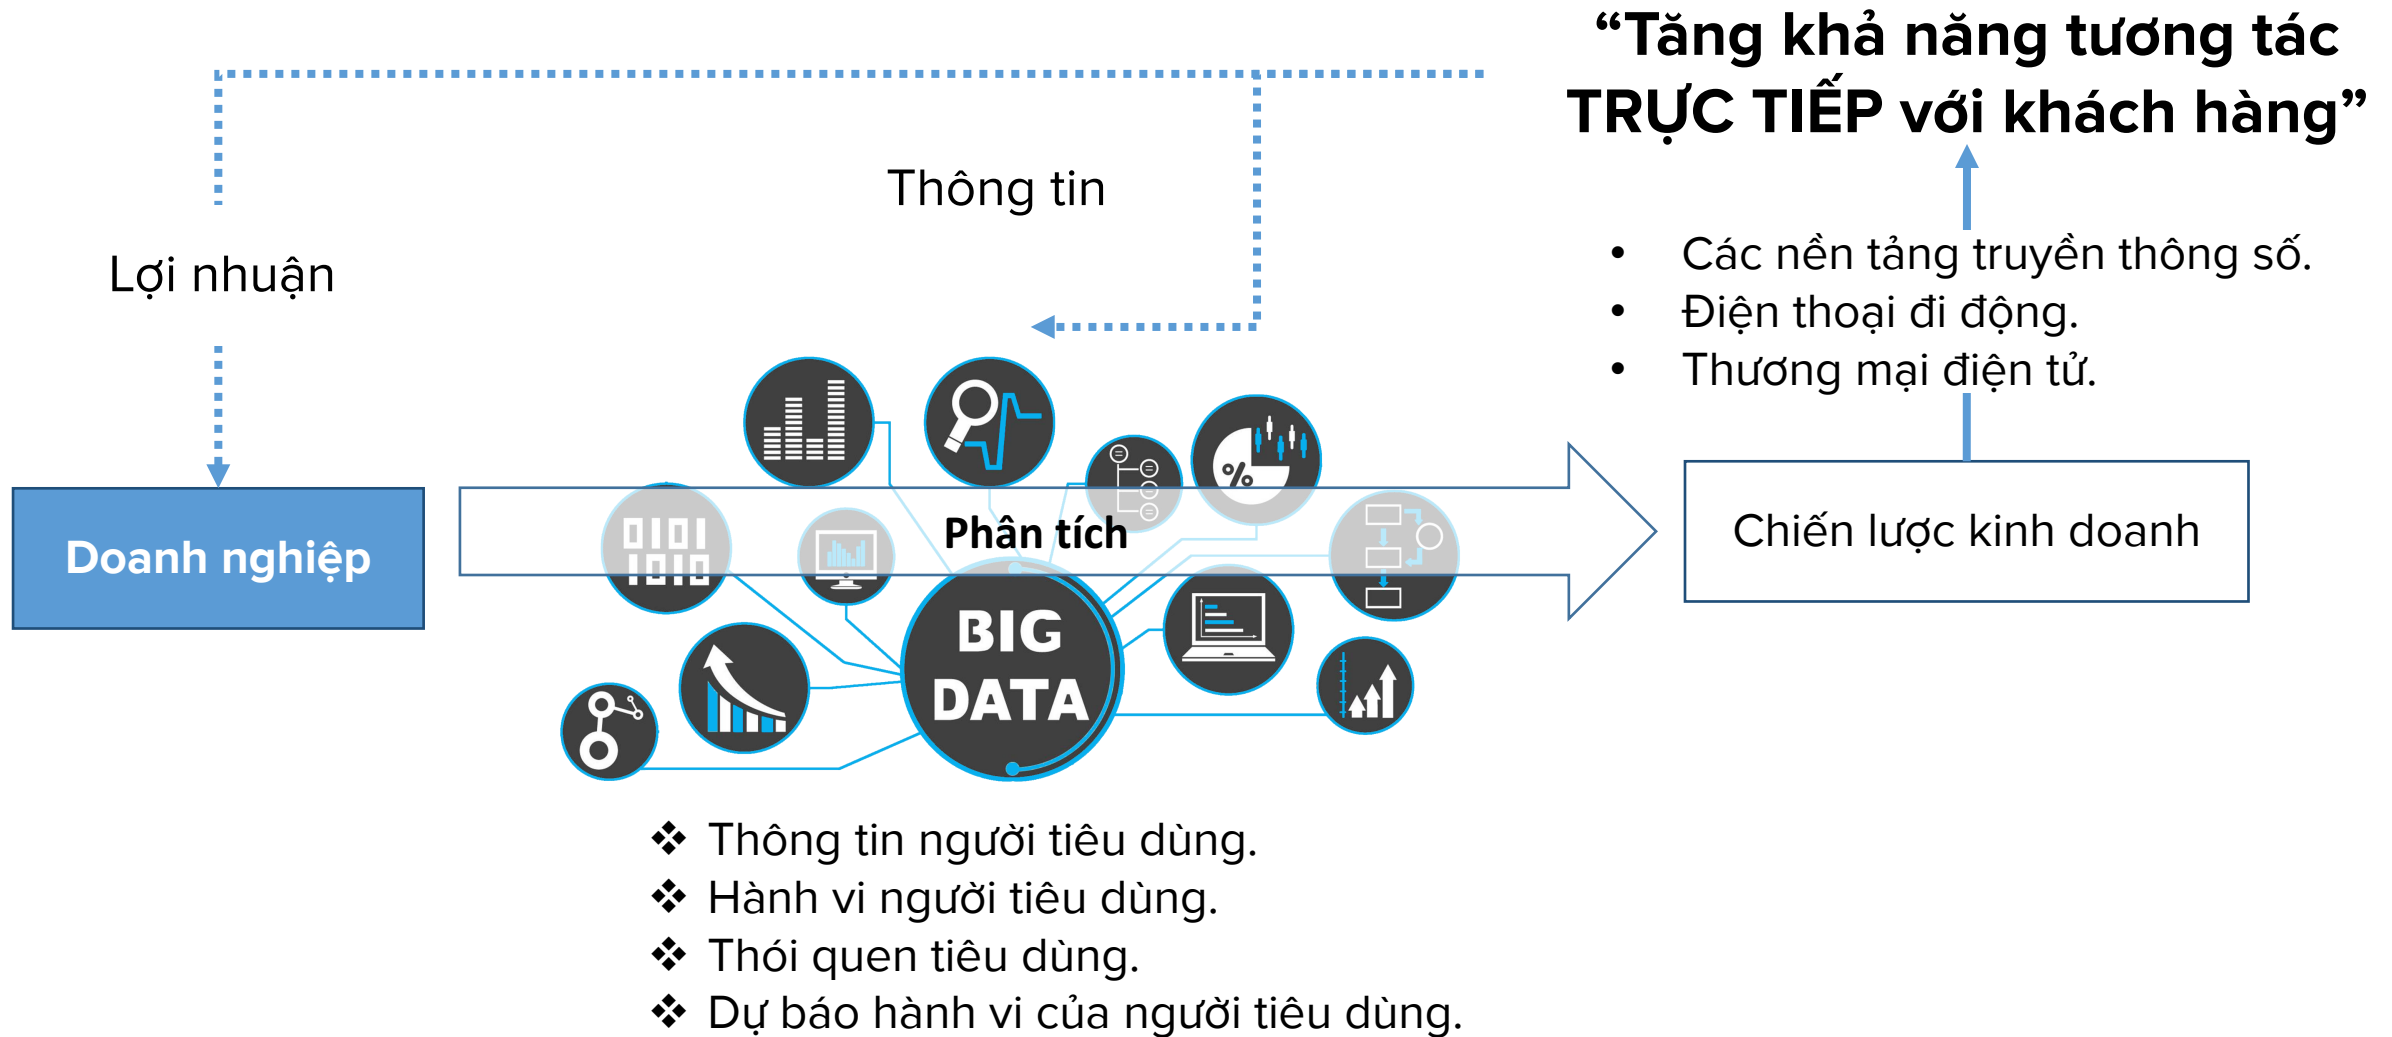 “Tăng khả năng tương tác
TRỰC TIẾP với khách hàng”
Thông tin
Lợi nhuận
• Các nền tảng truyền thông số.
• Điện thoại đi động.
• Thương mại điện tử.
Doanh nghiệp
Phân tích
Chiến lược kinh doanh
0101
1010
%
BIG
DATA
❖ Thông tin người tiêu dùng.
❖ Hành vi người tiêu dùng.
❖ Thói quen tiêu dùng.
❖ Dự báo hành vi của người tiêu dùng.